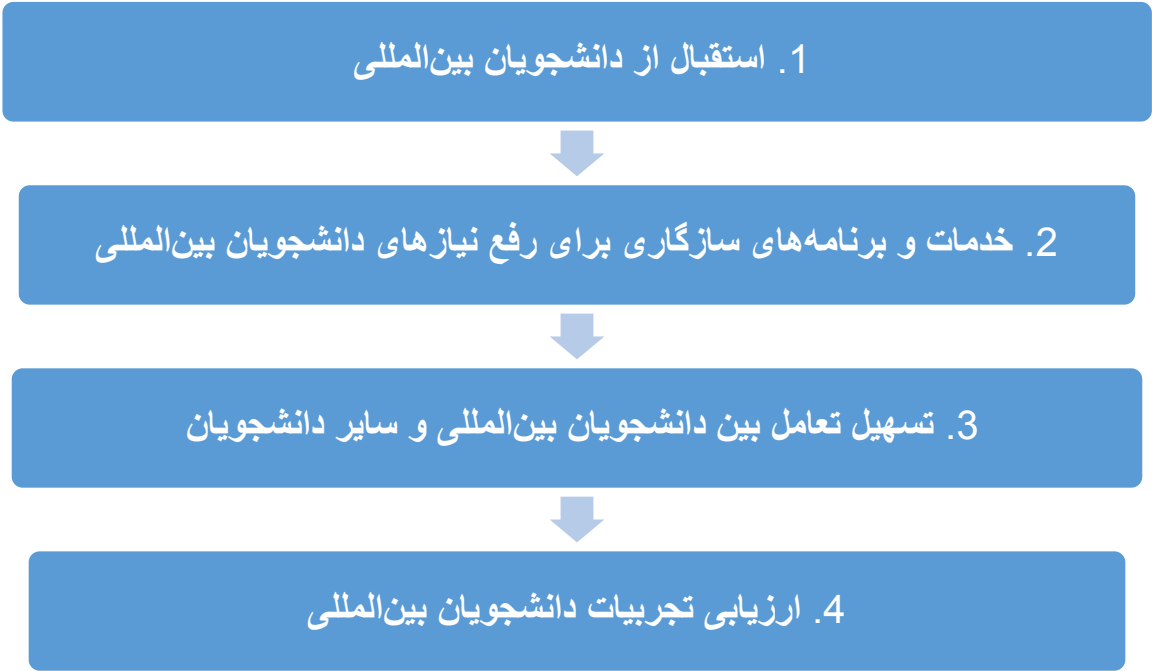 1. استقبال از دانشجویان بین‌المللی
2. خدمات و برنامه‌های سازگاری برای رفع نیازهای دانشجویان بین‌المللی
3. تسهیل تعامل بین دانشجویان بین‌المللی و سایر دانشجویان
4. ارزیابی تجربیات دانشجویان بین‌المللی